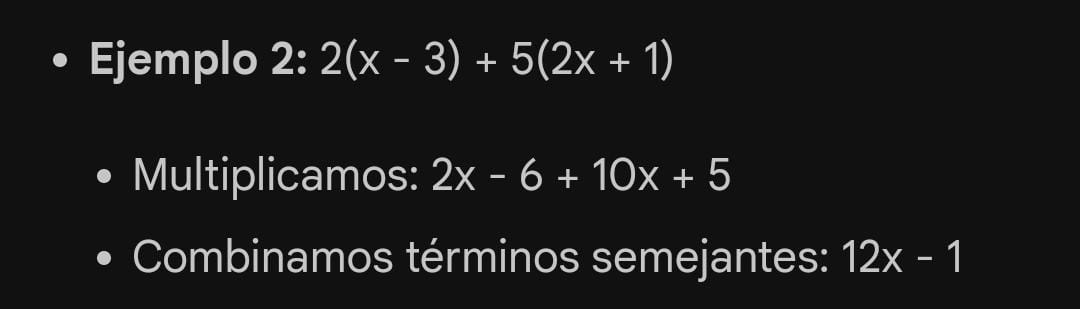 • Ejemplo 2: 2(x - 3) + 5(2x + 1)
• Multiplicamos: 2x - 6 + 10x + 5
• Combinamos términos semejantes: 12x - 1